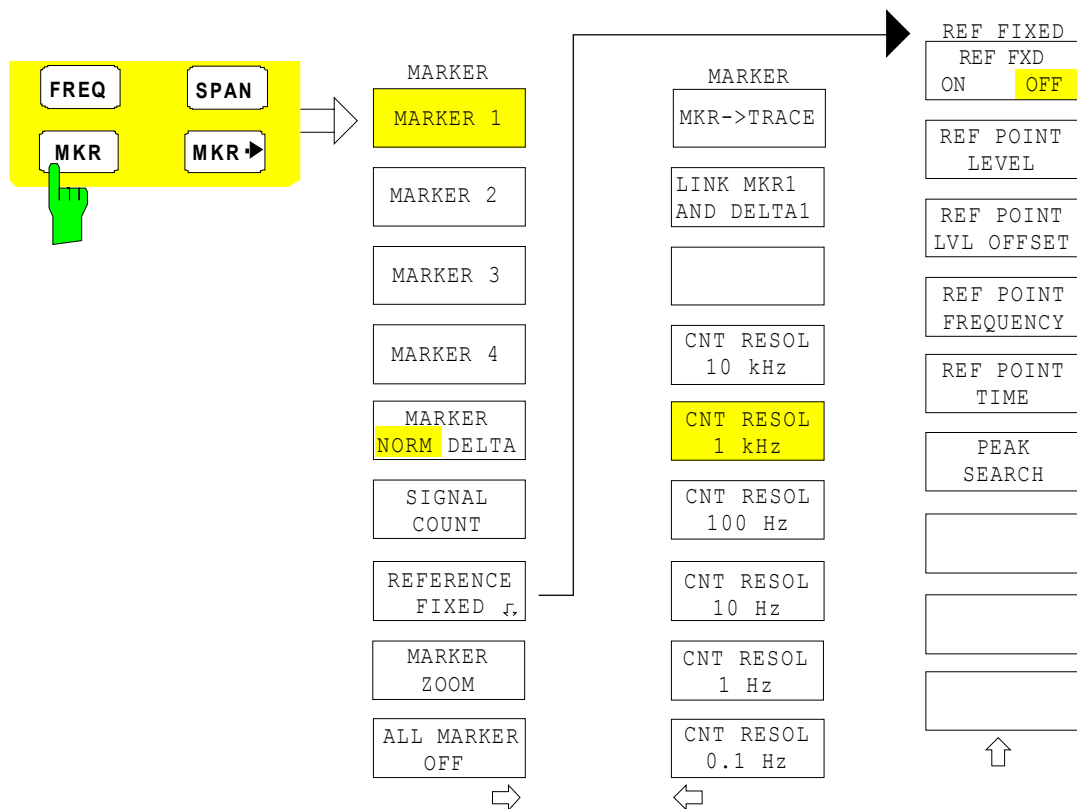 FREQ
SPAN
MKR
MKR
MARKER
MARKER 1
MARKER 2
MARKER 3
MARKER 4
MARKER
NORM DELTA
SIGNAL
COUNT
REFERENCE
FIXED
MARKER
ZOOM
ALL MARKER
OFF
MARKER
MKR->TRACE
LINK MKR1
AND DELTA1
CNT RESOL
10 kHz
CNT RESOL
1 kHz
CNT RESOL
100 Hz
CNT RESOL
10 Hz
CNT RESOL
1 Hz
CNT RESOL
0.1 Hz
REF FIXED
REF FXD
ON OFF
REF POINT
LEVEL
REF POINT
LVL OFFSET
REF POINT
FREQUENCY
REF POINT
TIME
PEAK
SEARCH